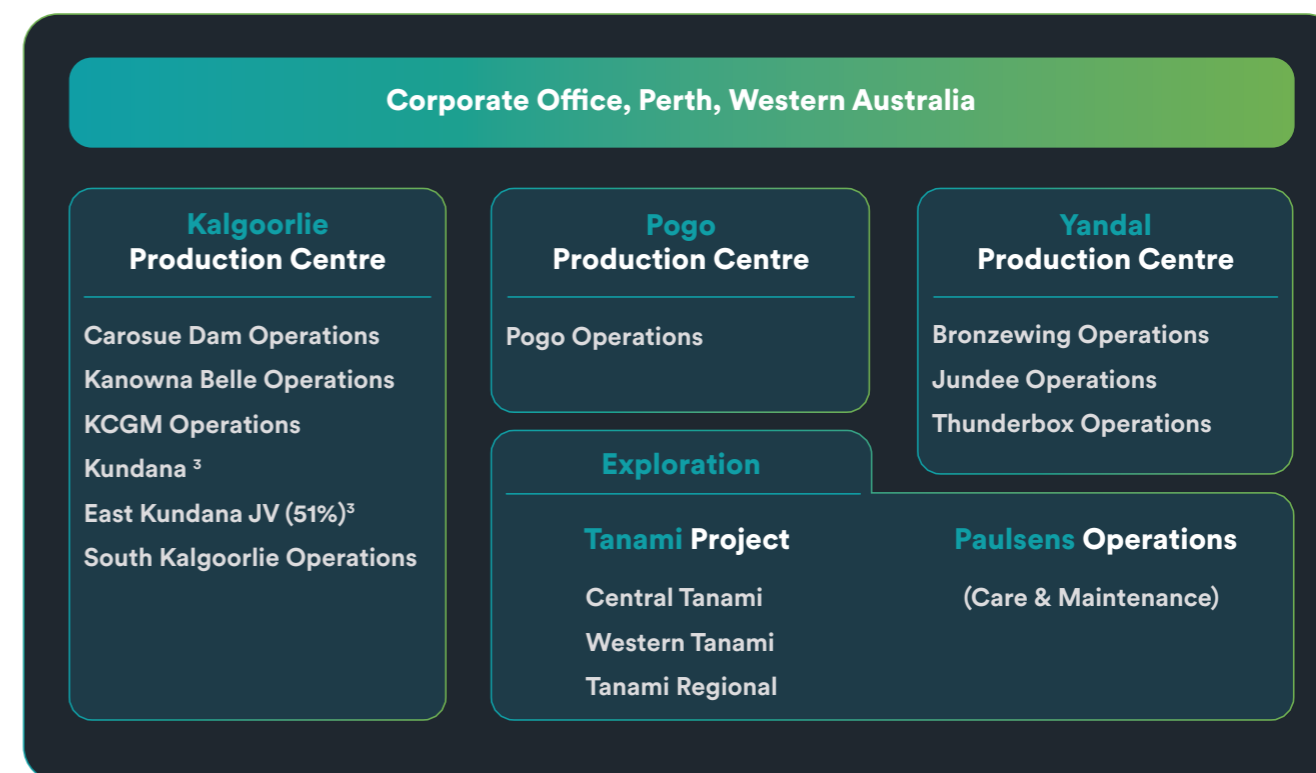 Corporate Office, Perth, Western Australia
Kalgoorlie
Production Centre
Carosue Dam Operations
Kanowna Belle Operations
KCGM Operations
Kundana ³
East Kundana JV (51%)³
South Kalgoorlie Operations
Pogo
Production Centre
Pogo Operations
Yandal
Production Centre
Bronzewing Operations
Jundee Operations
Thunderbox Operations
Exploration
Tanami Project
Central Tanami
Western Tanami
Tanami Regional
Paulsens Operations
(Care & Maintenance)